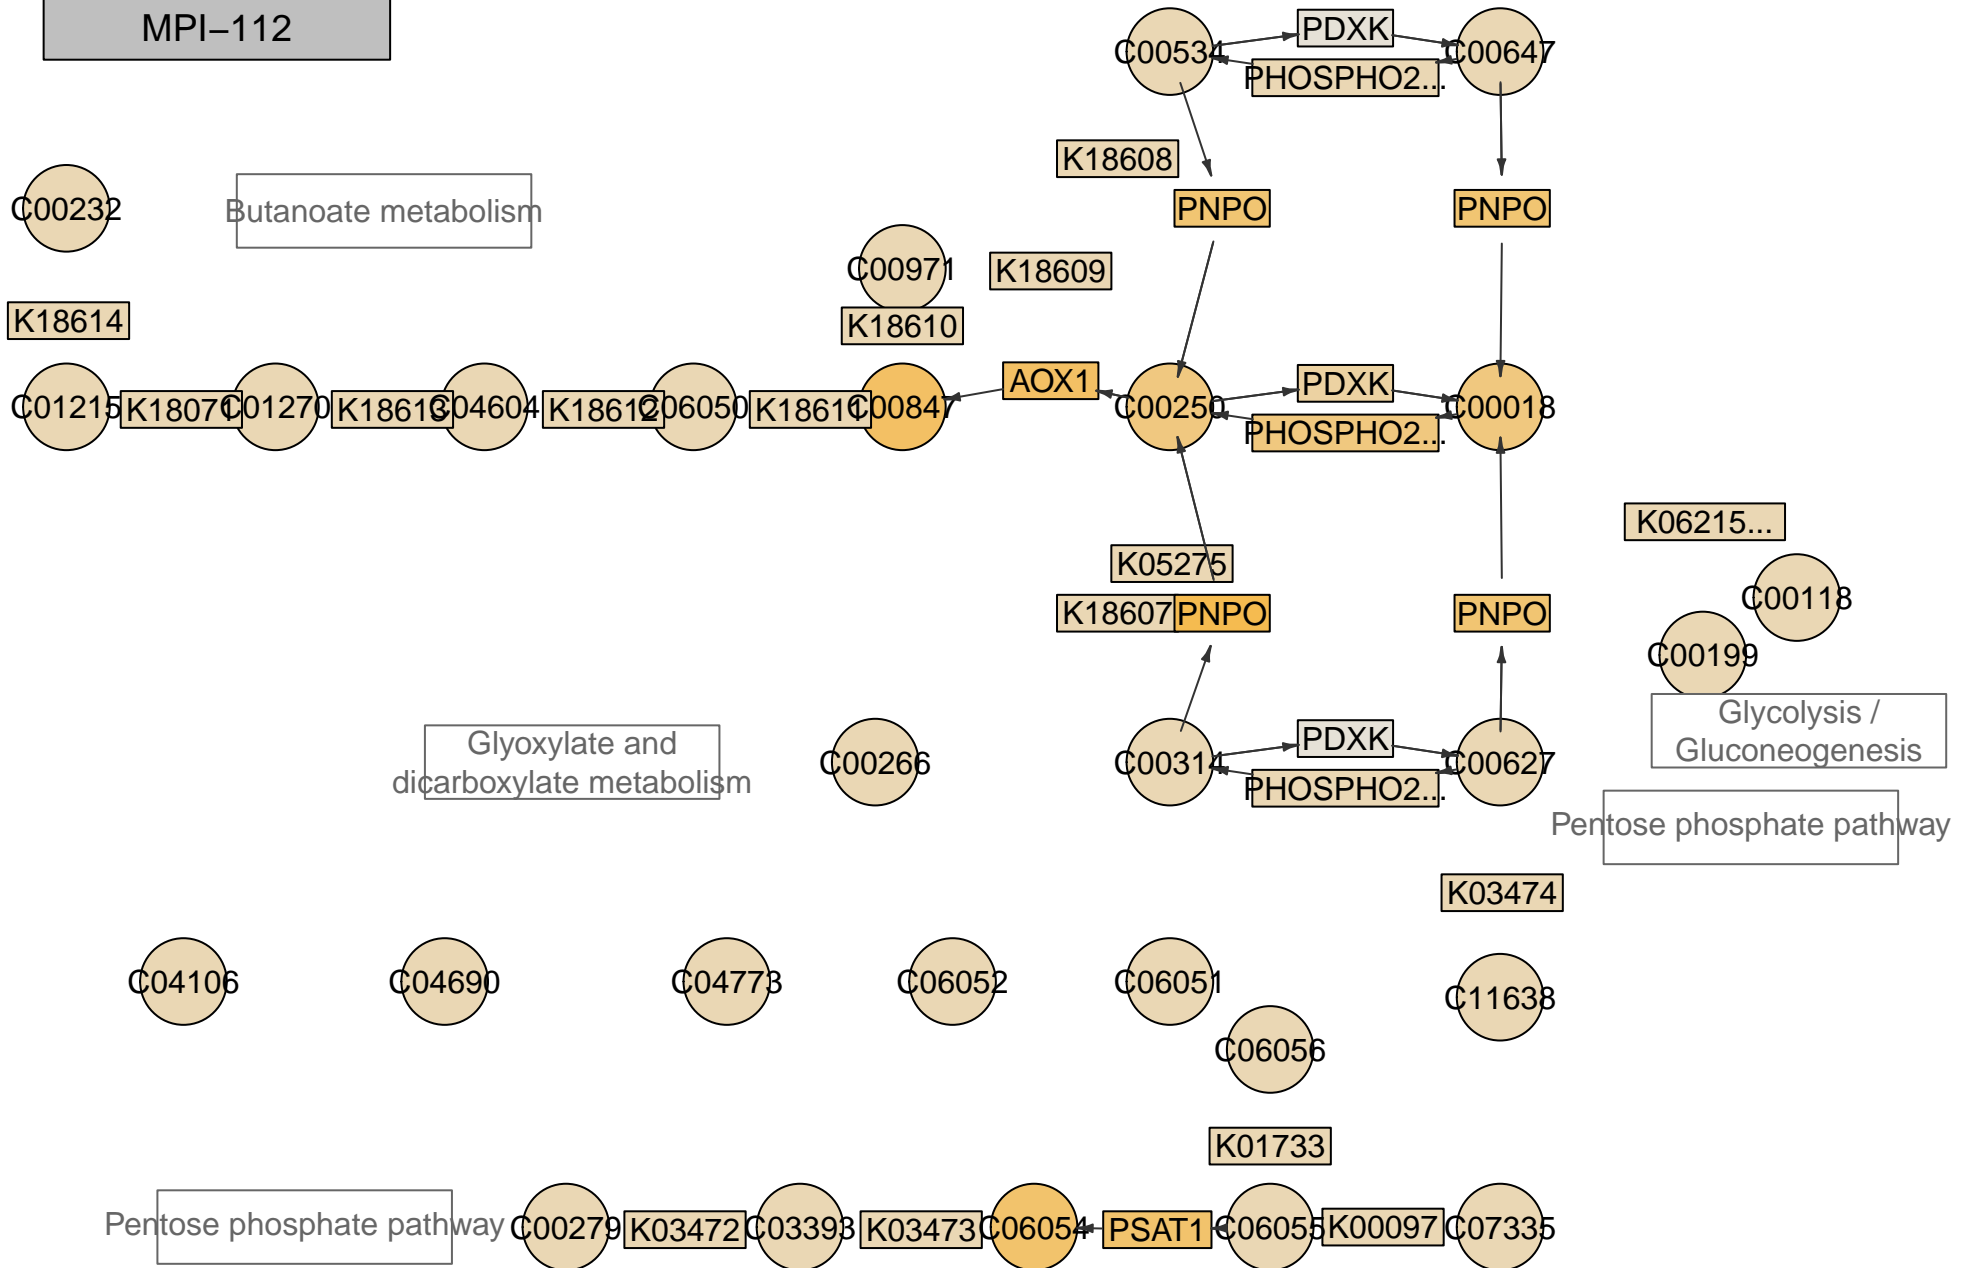 MPI−112
C00534
PDXK
C00647
PHOSPHO2...
K18608
C00232
Butanoate metabolism
PNPO
PNPO
C00971
K18609
K18614
K18610
C01215
K18071
C01270
K18613
C04604
K18612
C06050
K18611
C00847
AOX1
C00250
PDXK
C00018
PHOSPHO2...
K06215...
K05275
C00118
K18607
PNPO
PNPO
C00199
Glycolysis /
Gluconeogenesis
Glyoxylate and
dicarboxylate metabolism
C00266
C00314
PDXK
C00627
PHOSPHO2...
Pentose phosphate pathway
K03474
C04106
C04690
C04773
C06052
C06051
C11638
C06056
K01733
Pentose phosphate pathway
C00279
K03472
C03393
K03473
C06054
PSAT1
C06055
K00097
C07335